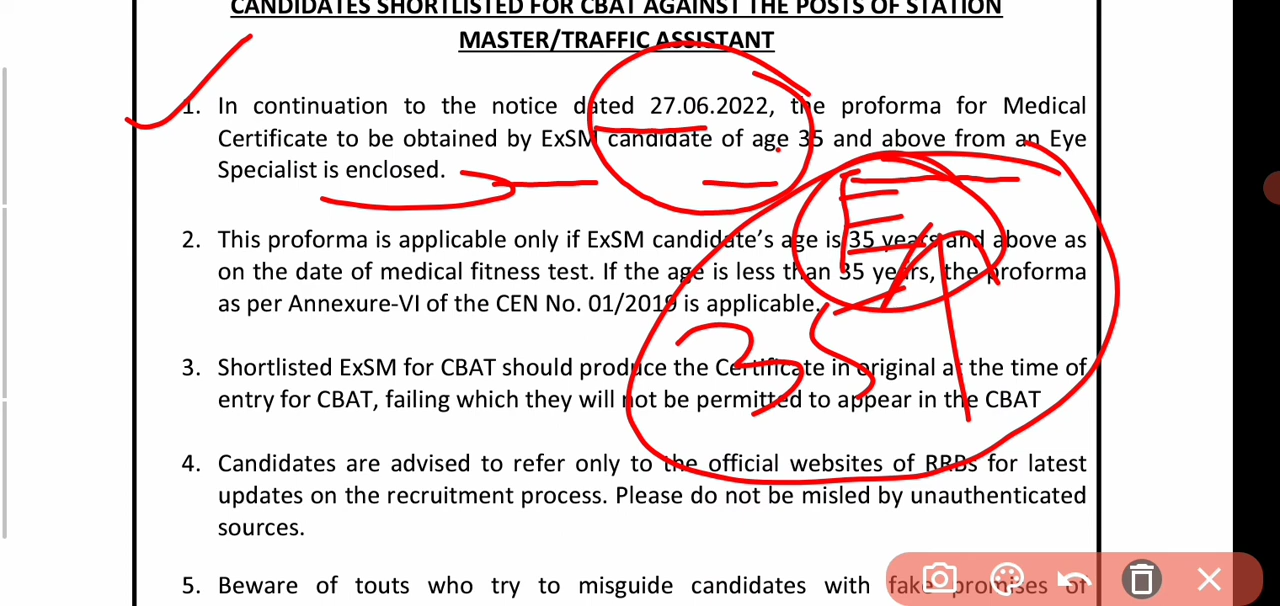 CANDIDATES SHORTLISTED FOR CBAT AGAINST THE POSTS OF STATION
MASTER/TRAFFIC ASSISTANT
1. In continuation to the notice dated 27.06.2022, the proforma for Medical
Certificate to be obtained by ExSM candidate of age 35 and above from an Eye
Specialist is enclosed.
2. This proforma is applicable only if ExSM candidate's age is 35 years and above as
on the date of medical fitness test. If the age is less than 35 years, the proforma
as per Annexure-VI of the CEN No. 01/2019 is applicable.
35
3. Shortlisted ExSM for CBAT should produce the Certificate in original at the time of
entry for CBAT, failing which they will not be permitted to appear in the CBAT
4. Candidates are advised to refer only to the official websites of RRBs for latest
updates on the recruitment process. Please do not be misled by unauthenticated
sources.
5. Beware of touts who try to misguide candidates with fake promises of